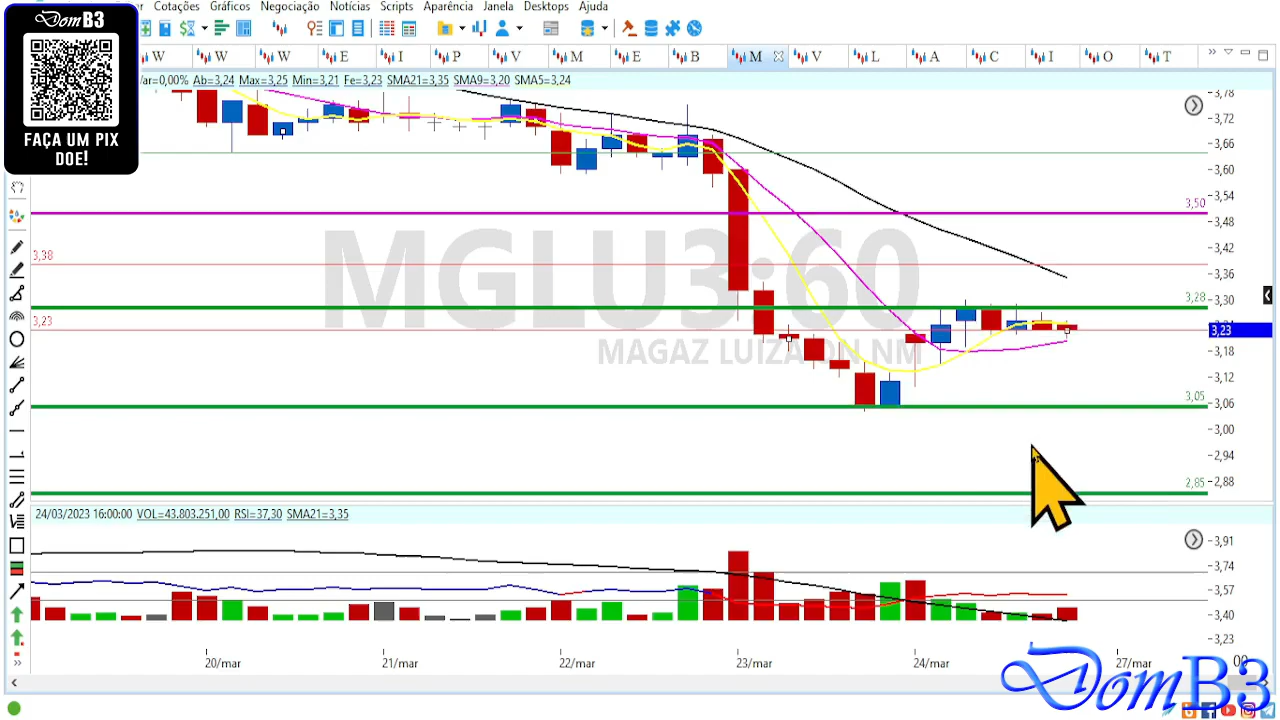 Cotações Gráficos Negociação Notícias Scripts Aparência Janela Desktops Ajuda
DomB3
FAÇA UM PIX
DOE!
W W W E I P V M E B M V L A C I O T
Var=0,00% Ab=3,24 Max=3,25 Min=3,21 Fe=3,23 SMA21=3,35 SMA9=3,20 SMA5=3,24
MGLU3:60
MAGAZ LUIZA ON NM
3,78
3,72
3,66
3,60
3,54
3,50
3,48
3,42
3,38
3,36
3,28
3,30
3,23
3,23
3,18
3,12
3,05
3,06
3,00
2,94
2,85
2,88
24/03/2023 16:00:00 VOL=43.803.251,00 RSI=37,30 SMA21=3,35
3,91
3,74
3,57
3,40
3,23
20/mar 21/mar 22/mar 23/mar 24/mar 27/mar
DomB3